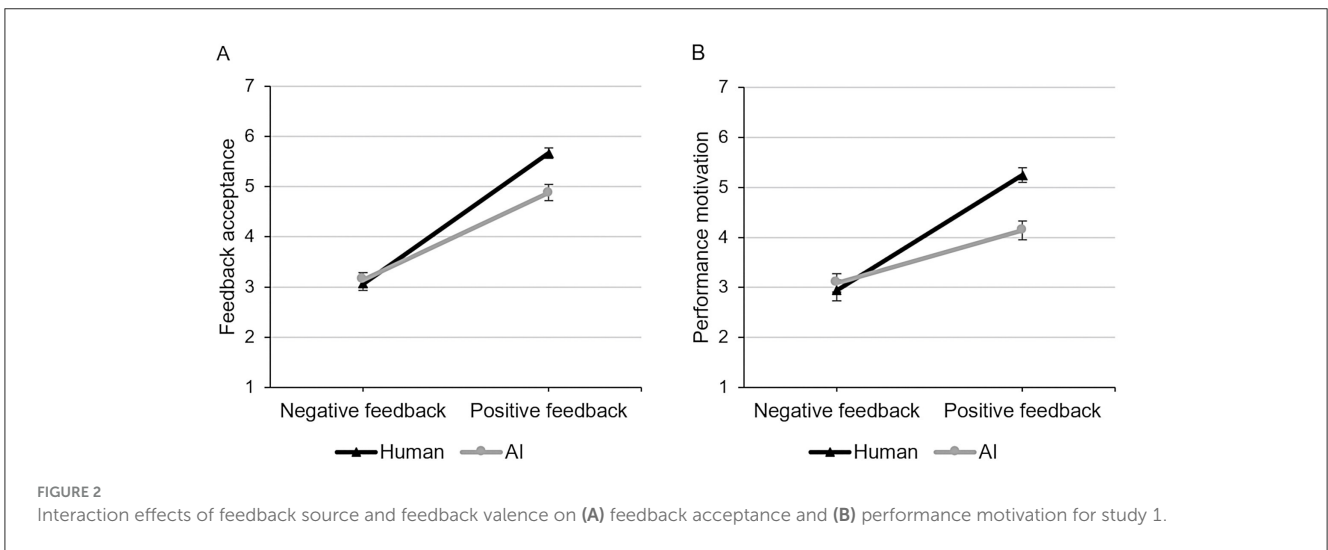 A
Feedback acceptance
7
6
5
4
3
2
1
Negative feedback Positive feedback
Human AI
B
Performance motivation
7
6
5
4
3
2
1
Negative feedback Positive feedback
Human AI
FIGURE 2
Interaction effects of feedback source and feedback valence on (A) feedback acceptance and (B) performance motivation for study 1.